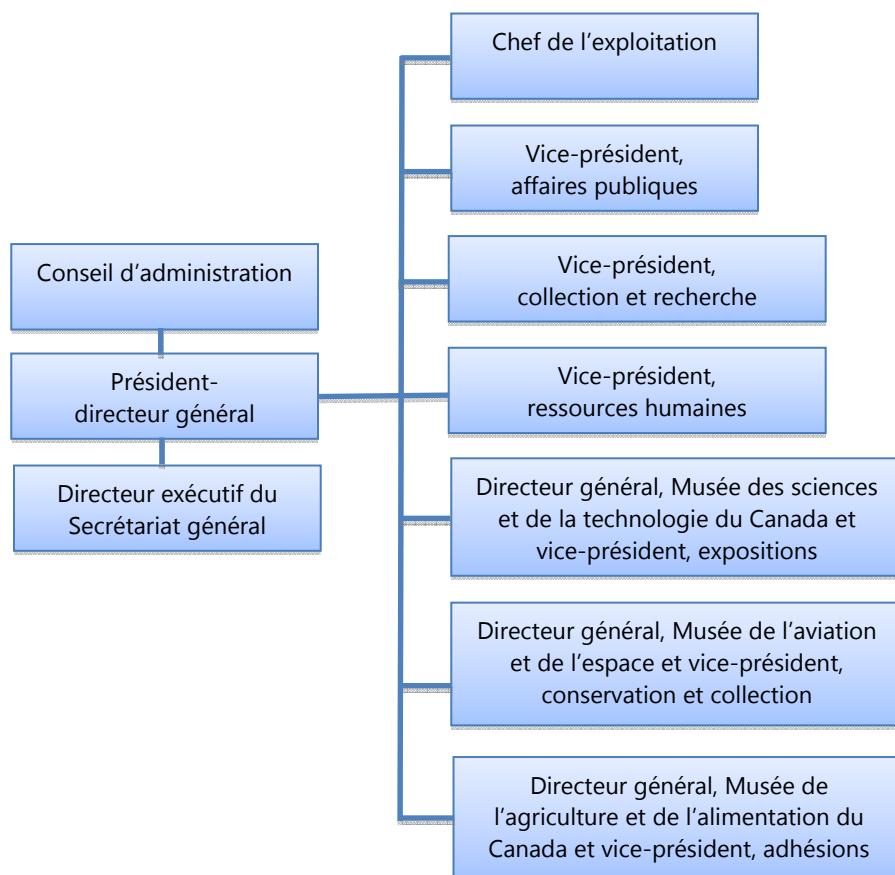 Chef de l’exploitation
Vice-président,
affaires publiques
Conseil d’administration
Vice-président,
collection et recherche
Président-
directeur général
Vice-président,
ressources humaines
Directeur exécutif du
Secrétariat général
Directeur général, Musée des sciences
et de la technologie du Canada et
vice-président, expositions
Directeur général, Musée de l’aviation
et de l’espace et vice-président,
conservation et collection
Directeur général, Musée de
l’agriculture et de l’alimentation du
Canada et vice-président, adhésions